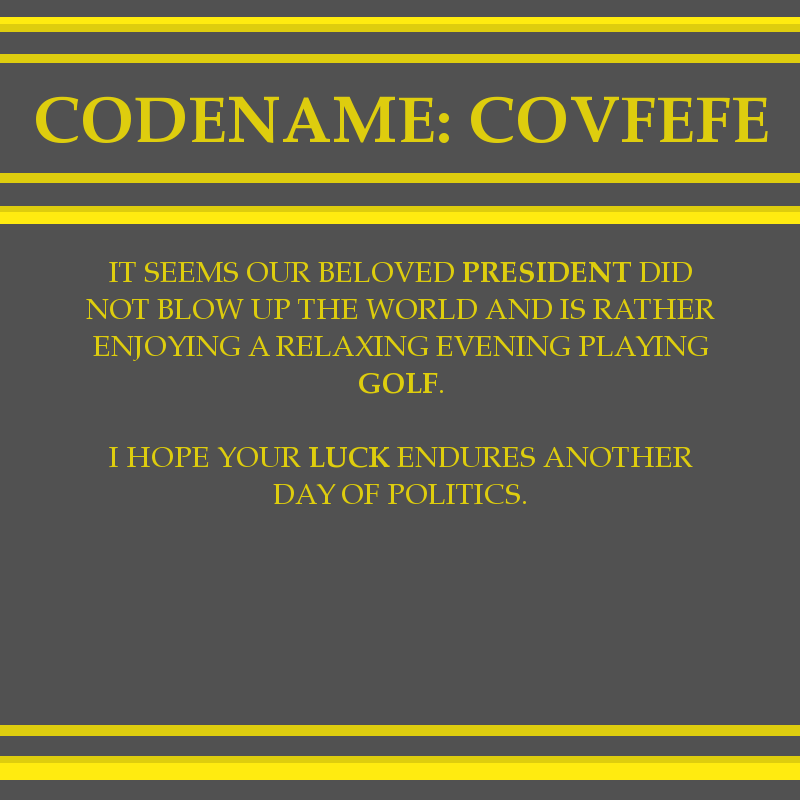 CODENAME: COVFEFE
IT SEEMS OUR BELOVED PRESIDENT DID
NOT BLOW UP THE WORLD AND IS RATHER
ENJOYING A RELAXING EVENING PLAYING
GOLF.
I HOPE YOUR LUCK ENDURES ANOTHER
DAY OF POLITICS.